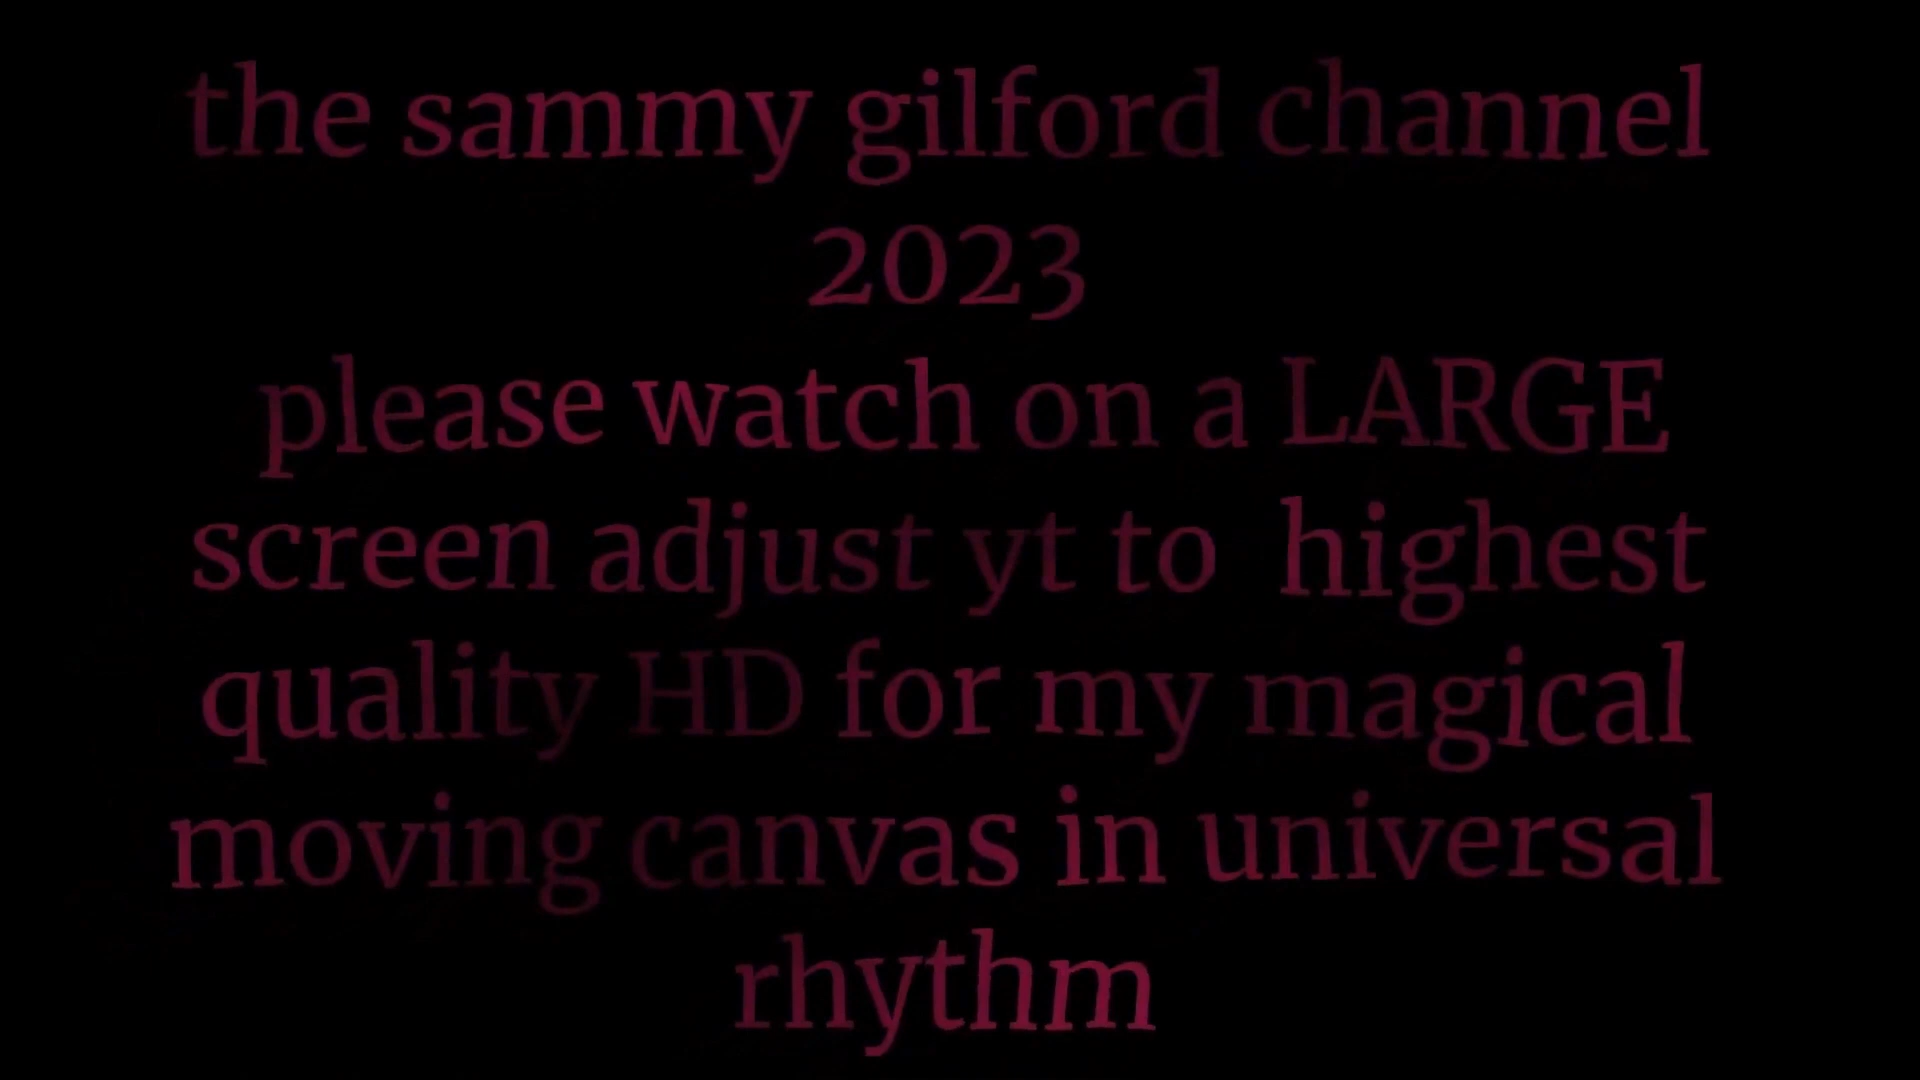 the sammy gilford channel
2023
please watch on a LARGE
screen adjust yt to  highest
quality HD for my magical
moving canvas in universal
rhythm